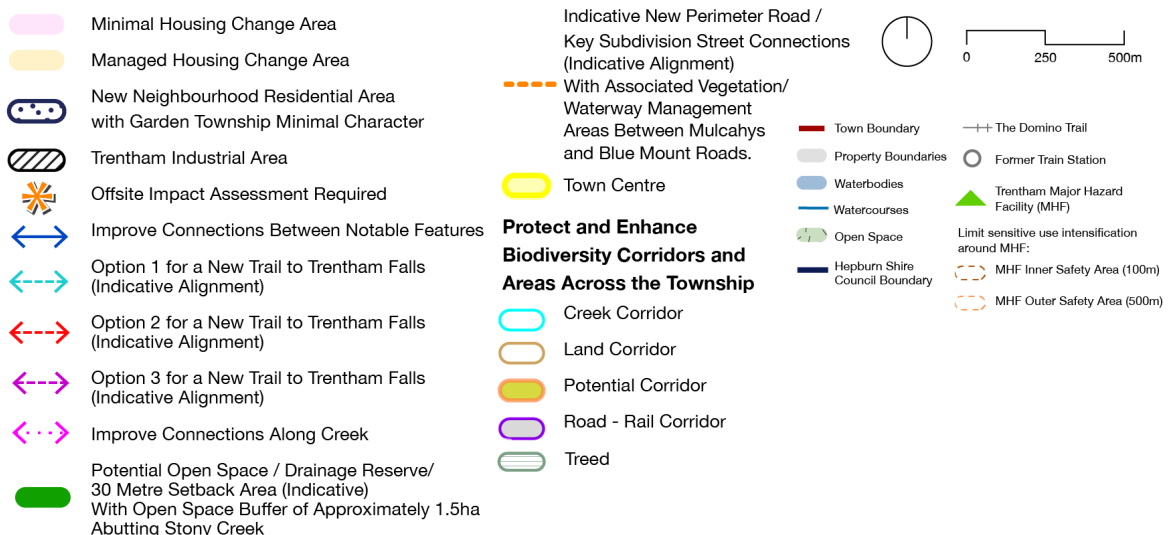 Minimal Housing Change Area
Managed Housing Change Area
New Neighbourhood Residential Area
with Garden Township Minimal Character
Trentham Industrial Area
Offsite Impact Assessment Required
Improve Connections Between Notable Features
Option 1 for a New Trail to Trentham Falls
(Indicative Alignment)
Option 2 for a New Trail to Trentham Falls
(Indicative Alignment)
Option 3 for a New Trail to Trentham Falls
(Indicative Alignment)
Improve Connections Along Creek
Potential Open Space / Drainage Reserve/
30 Metre Setback Area (Indicative)
With Open Space Buffer of Approximately 1.5ha
Abutting Stony Creek
Indicative New Perimeter Road /
Key Subdivision Street Connections
(Indicative Alignment)
With Associated Vegetation/
Waterway Management
Areas Between Mulcahys
and Blue Mount Roads.
Town Centre
Protect and Enhance
Biodiversity Corridors and
Areas Across the Township
Creek Corridor
Land Corridor
Potential Corridor
Road - Rail Corridor
Treed
0 250 500m
Town Boundary
Property Boundaries
Waterbodies
Watercourses
Open Space
Hepburn Shire
Council Boundary
The Domino Trail
Former Train Station
Trentham Major Hazard
Facility (MHF)
Limit sensitive use intensification
around MHF:
MHF Inner Safety Area (100m)
MHF Outer Safety Area (500m)